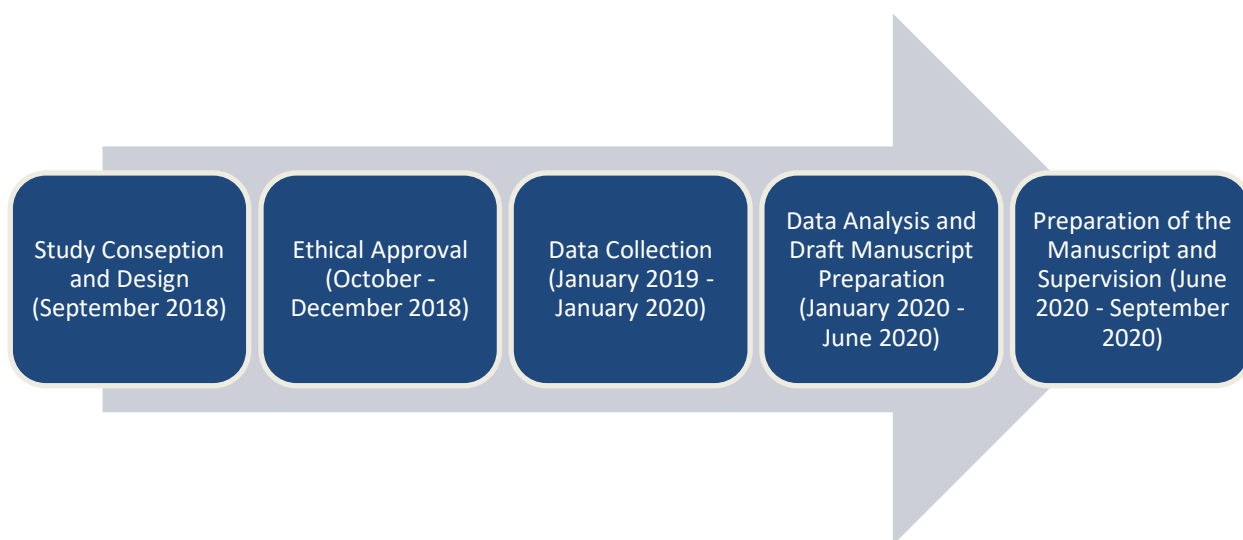 Study Conseption
and Design
(September 2018)
Ethical Approval
(October -
December 2018)
Data Collection
(January 2019 -
January 2020)
Data Analysis and
Draft Manuscript
Preparation
(January 2020 -
June 2020)
Preparation of the
Manuscript and
Supervision (June
2020 - September
2020)